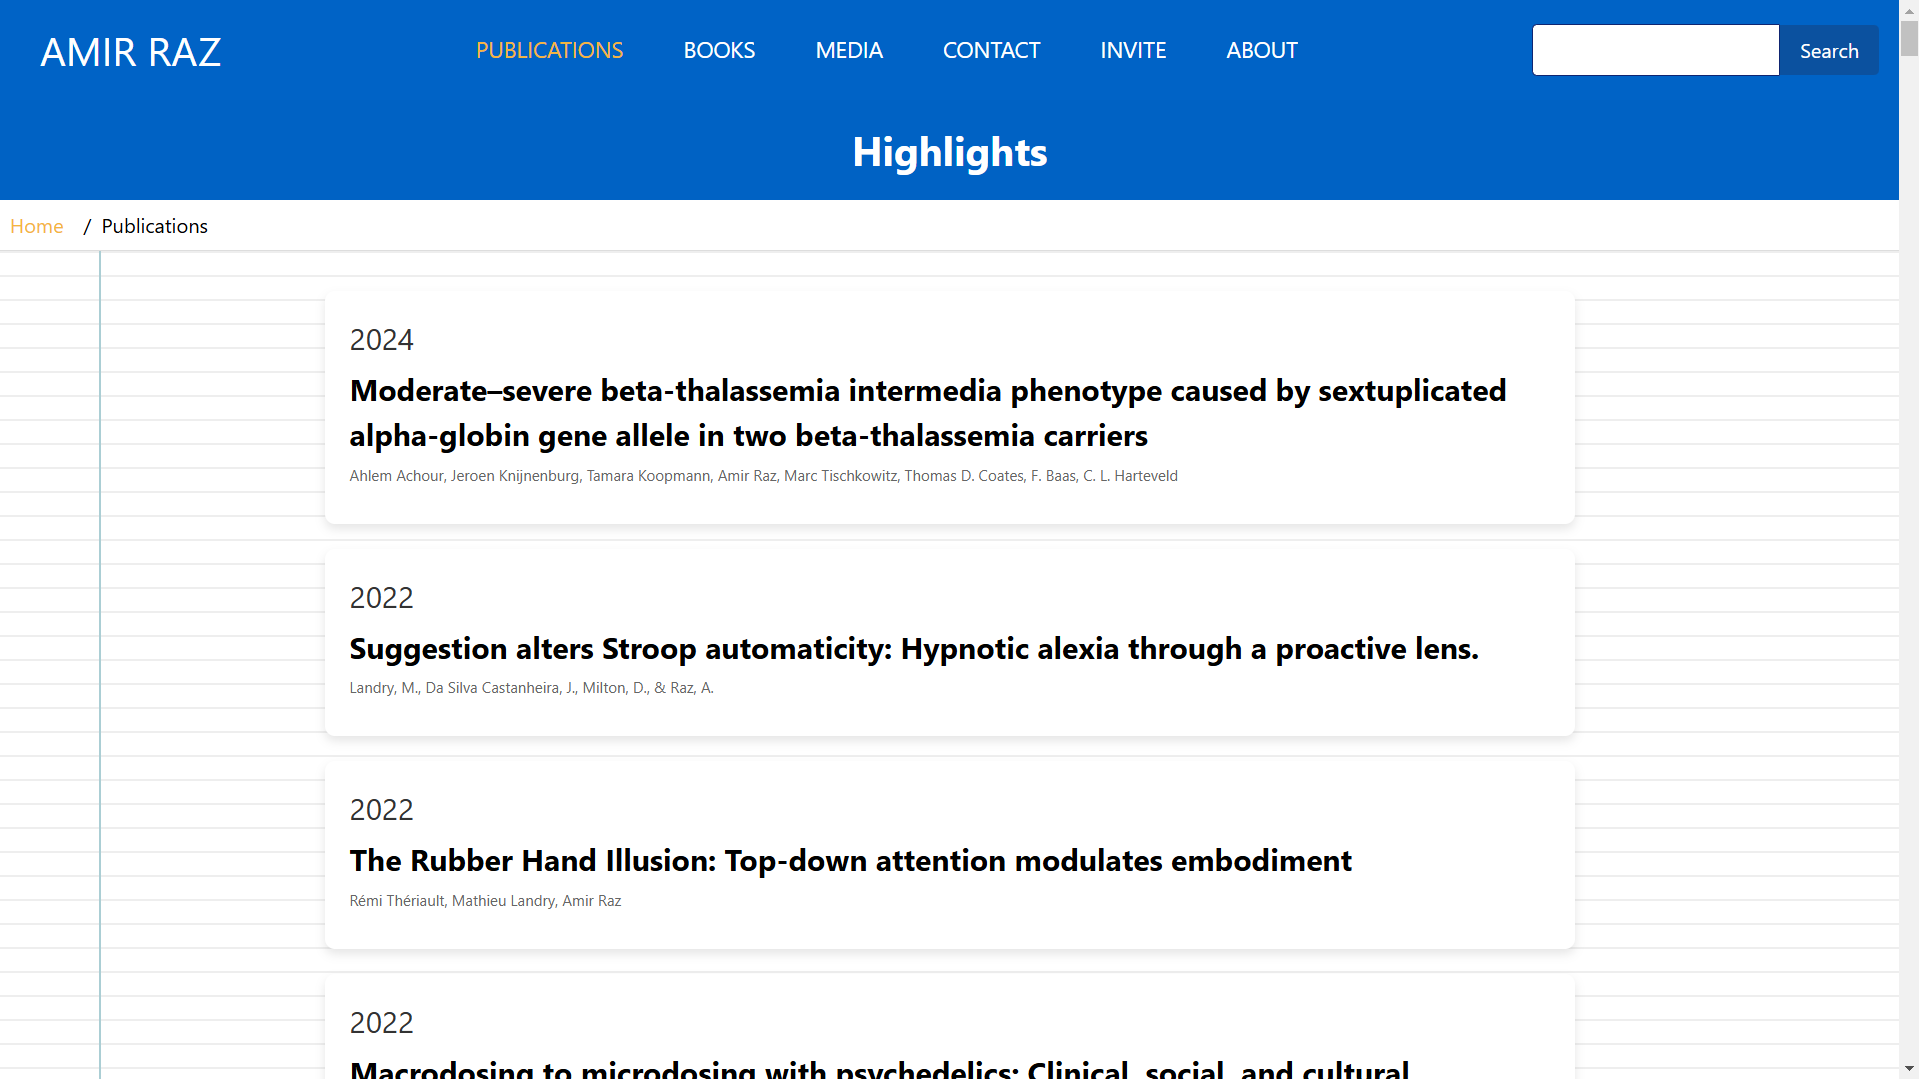 AMIR RAZ
PUBLICATIONS
BOOKS
MEDIA
CONTACT
INVITE
ABOUT
Search
Highlights
Home / Publications
2024
Moderate–severe beta-thalassemia intermedia phenotype caused by sextuplicated
alpha-globin gene allele in two beta-thalassemia carriers
Ahlem Achour, Jeroen Knijnenburg, Tamara Koopmann, Amir Raz, Marc Tischkowitz, Thomas D. Coates, F. Baas, C. L. Harteveld
2022
Suggestion alters Stroop automaticity: Hypnotic alexia through a proactive lens.
Landry, M., Da Silva Castanheira, J., Milton, D., & Raz, A.
2022
The Rubber Hand Illusion: Top-down attention modulates embodiment
Rémi Thériault, Mathieu Landry, Amir Raz
2022
Macrodosing to microdosing with psychedelics: Clinical, social, and cultural